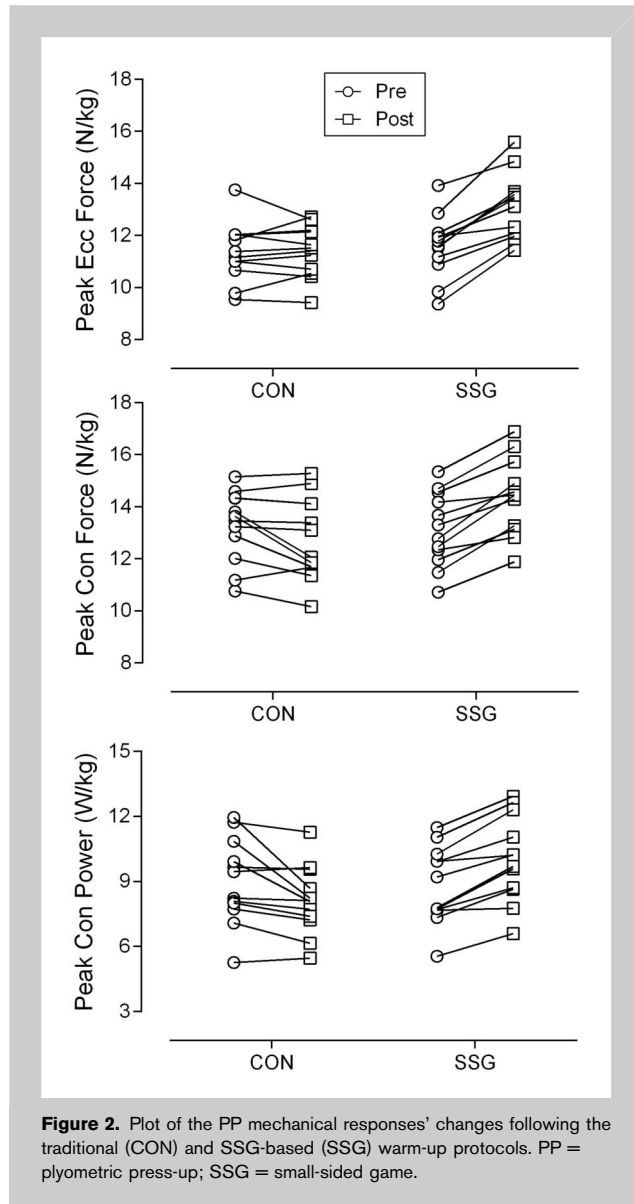 18
16
14
12
10
8
Peak Ecc Force (N/kg)
Pre
Post
CON
SSG
18
16
14
12
10
8
Peak Con Force (N/kg)
CON
SSG
15
12
9
6
3
Peak Con Power (W/kg)
CON
SSG
Figure 2. Plot of the PP mechanical responses' changes following the
traditional (CON) and SSG-based (SSG) warm-up protocols. PP =
plyometric press-up; SSG = small-sided game.